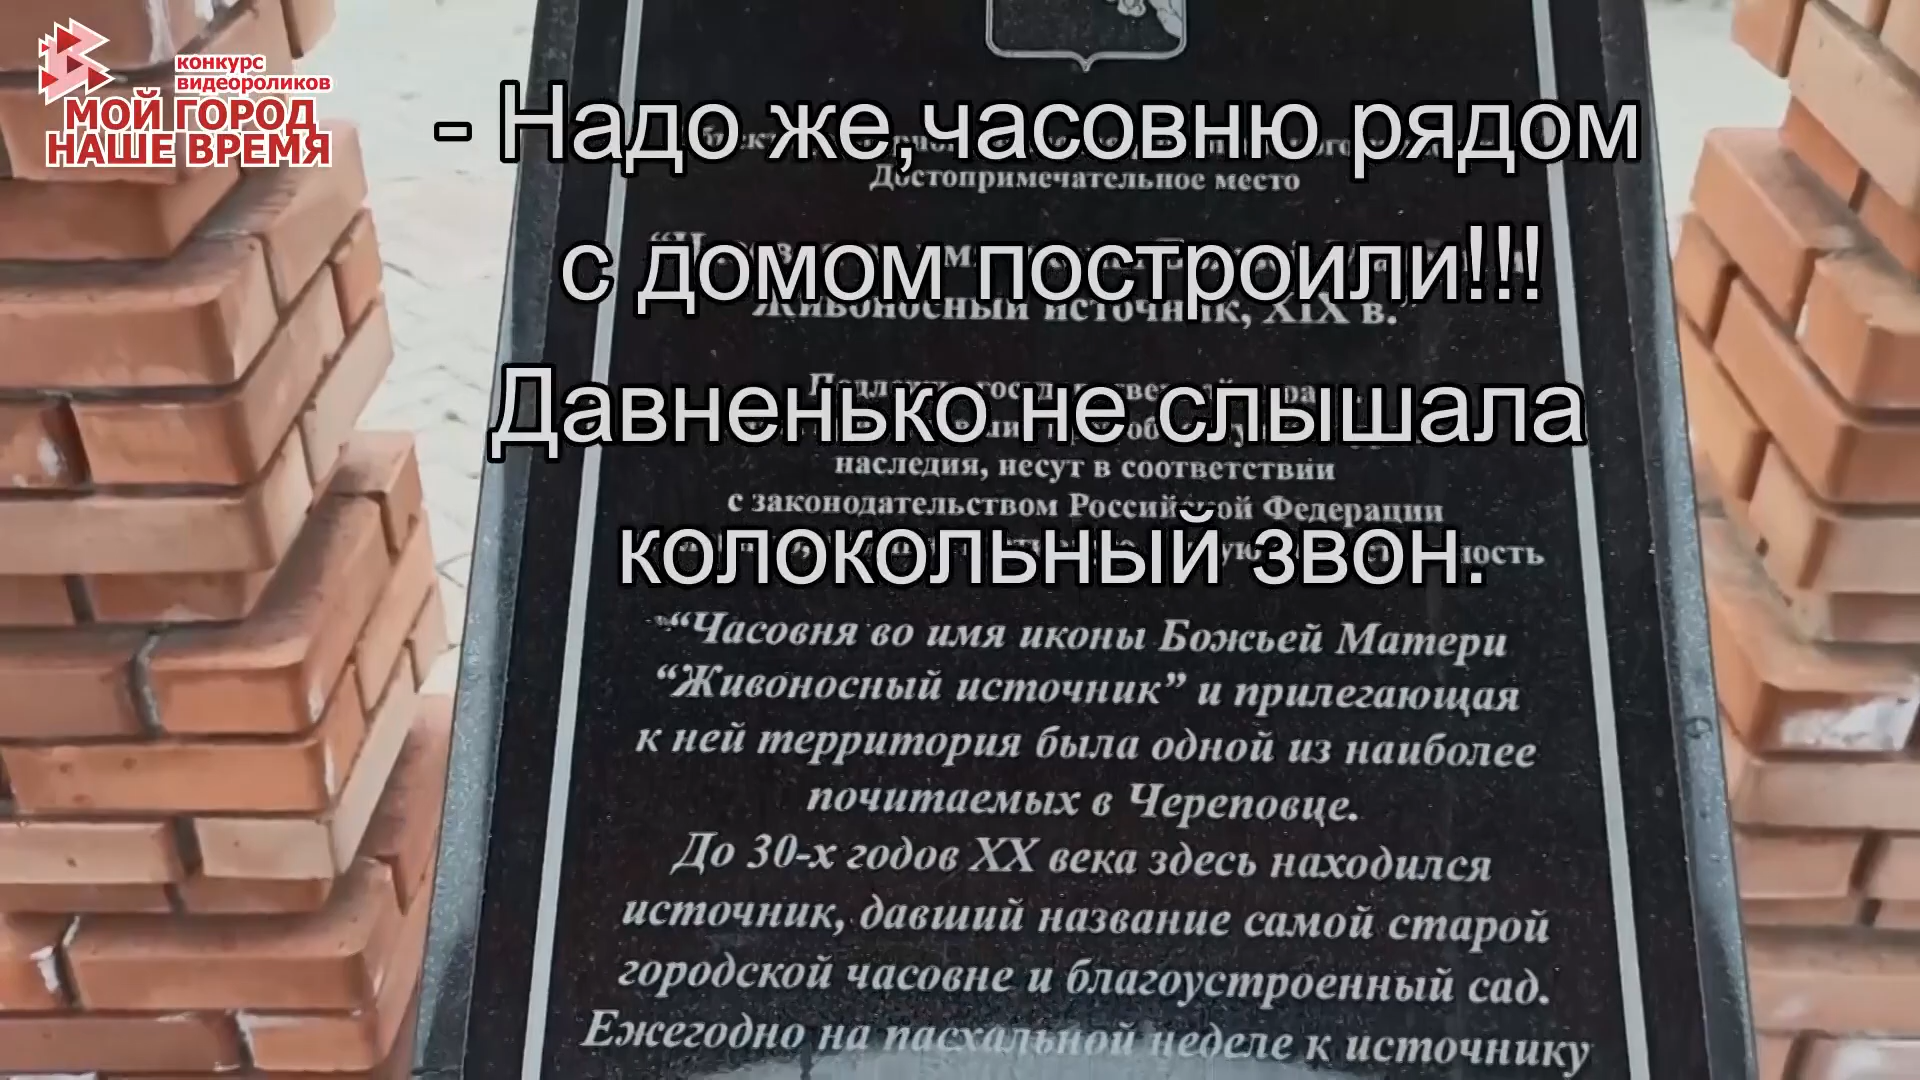 конкурс
видеороликов
МОЙ ГОРОД
НАШЕ ВРЕМЯ
- Надо же,часовню рядом
с домом построили!!!
Давненько не слышала
колокольный звон.
Достопримечательное место
Живоносный источник, XIX в.”
наследия, несут в соответствии
с законодательством Российской Федерации
“Часовня во имя иконы Божьей Матери
“Живоносный источник” и прилегающая
к ней территория была одной из наиболее
почитаемых в Череповце.
До 30-х годов XX века здесь находился
источник, давший название самой старой
городской часовне и благоустроенный сад.
Ежегодно на пасхальной неделе к источнику